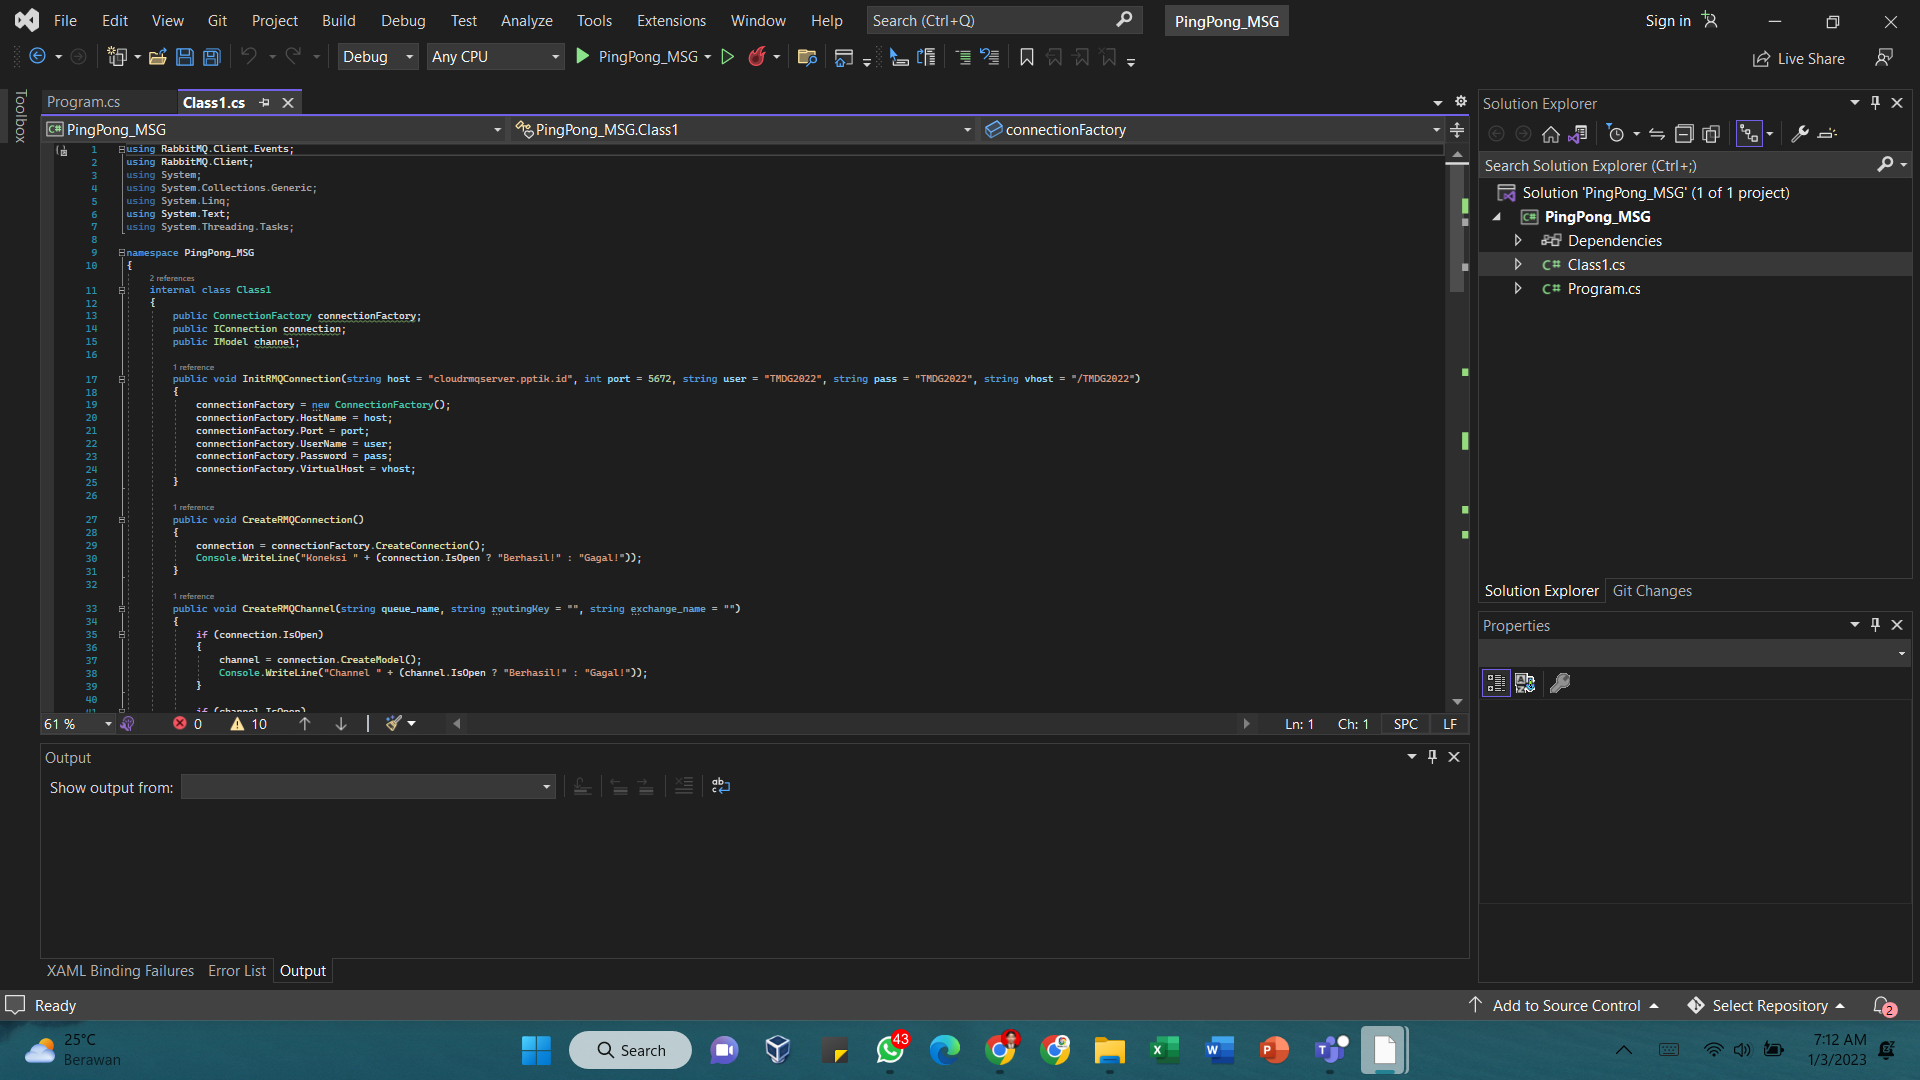 File Edit View Git Project Build Debug Test Analyze Tools Extensions Window Help Search (Ctrl+Q) PingPong_MSG Sign in
Debug Any CPU PingPong_MSG Live Share
Toolbox
Program.cs Class1.cs
PingPong_MSG PingPong_MSG.Class1 connectionFactory
1 using RabbitMQ.Client.Events;
2 using RabbitMQ.Client;
3 using System;
4 using System.Collections.Generic;
5 using System.Linq;
6 using System.Text;
7 using System.Threading.Tasks;
8
9 namespace PingPong_MSG
10 {
2 references
11 internal class Class1
12 {
13 public ConnectionFactory connectionFactory;
14 public IConnection connection;
15 public IModel channel;
16
1 reference
17 public void InitRMQConnection(string host = "cloudrmqserver.pptik.id", int port = 5672, string user = "TMDG2022", string pass = "TMDG2022", string vhost = "/TMDG2022")
18 {
19 connectionFactory = new ConnectionFactory();
20 connectionFactory.HostName = host;
21 connectionFactory.Port = port;
22 connectionFactory.UserName = user;
23 connectionFactory.Password = pass;
24 connectionFactory.VirtualHost = vhost;
25 }
26
1 reference
27 public void CreateRMQConnection()
28 {
29 connection = connectionFactory.CreateConnection();
30 Console.WriteLine("Koneksi " + (connection.IsOpen ? "Berhasil!" : "Gagal!"));
31 }
32
1 reference
33 public void CreateRMQChannel(string queue_name, string routingKey = "", string exchange_name = "")
34 {
35 if (connection.IsOpen)
36 {
37 channel = connection.CreateModel();
38 Console.WriteLine("Channel " + (channel.IsOpen ? "Berhasil!" : "Gagal!"));
39 }
40
41 if (channel.IsOpen)
61 % 0 10 Ln: 1 Ch: 1 SPC LF
Output
Show output from:
XAML Binding Failures Error List Output
Solution Explorer
Search Solution Explorer (Ctrl+;)
Solution 'PingPong_MSG' (1 of 1 project)
PingPong_MSG
Dependencies
C# Class1.cs
C# Program.cs
Solution Explorer Git Changes
Properties
Ready Add to Source Control Select Repository 2
25°C
Berawan
Search
43
7:12 AM
1/3/2023